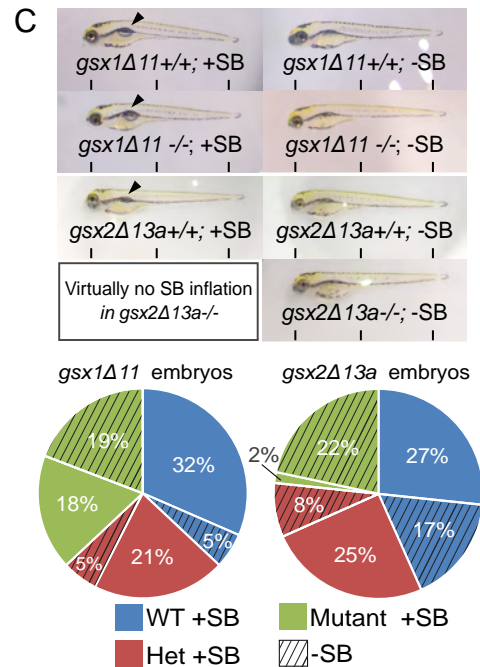 C
gsx1Δ11+/+; +SB
gsx1Δ11+/+; -SB
gsx1Δ11 -/-; +SB
gsx1Δ11 -/-; -SB
gsx2Δ13a+/+; +SB
gsx2Δ13a+/+; -SB
Virtually no SB inflation
in gsx2Δ13a-/-
gsx2Δ13a-/-; -SB
gsx1Δ11 embryos
gsx2Δ13a embryos
19%
32%
18%
5%
5%
21%
2%
22%
27%
8%
17%
25%
WT +SB
Mutant +SB
Het +SB
-SB